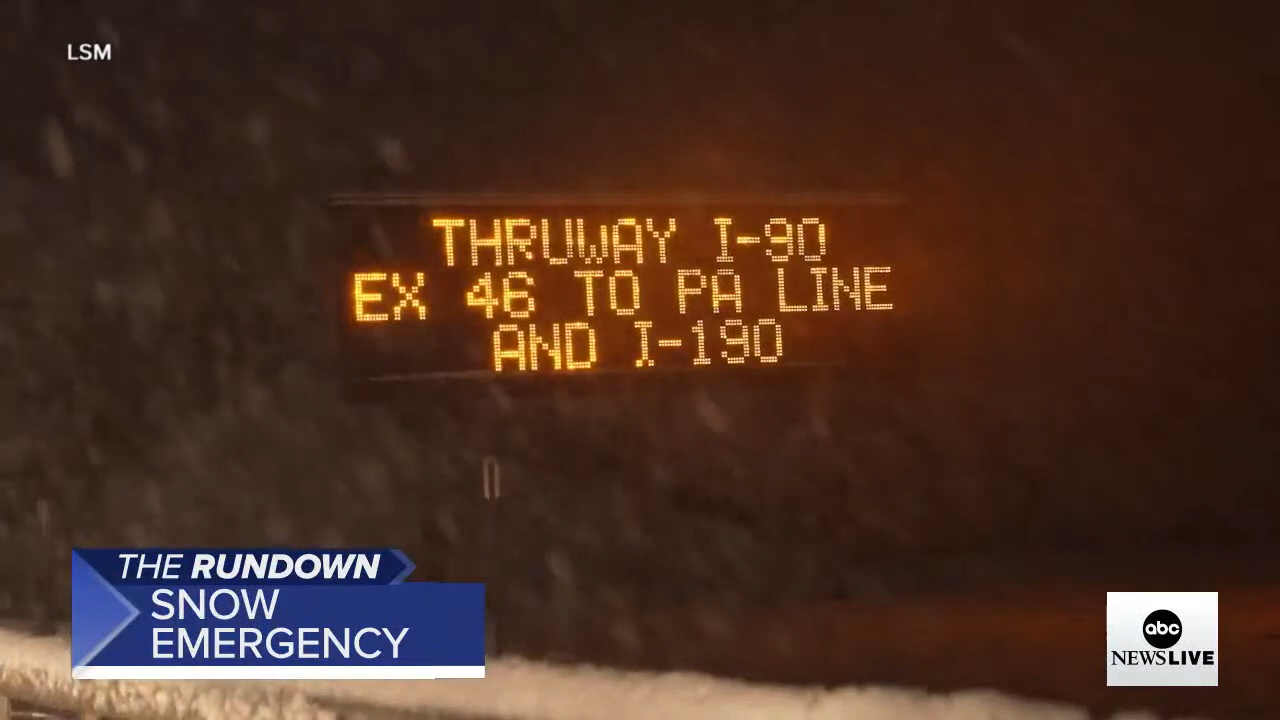 LSM
THRUWAY I-90
EX 46 TO PA LINE
AND I-190
THE RUNDOWN
SNOW
EMERGENCY
abc
NEWS LIVE